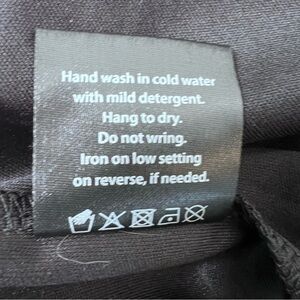 Hand wash in cold water
with mild detergent.
Hang to dry.
Do not wring.
Iron on low setting
on reverse, if needed.